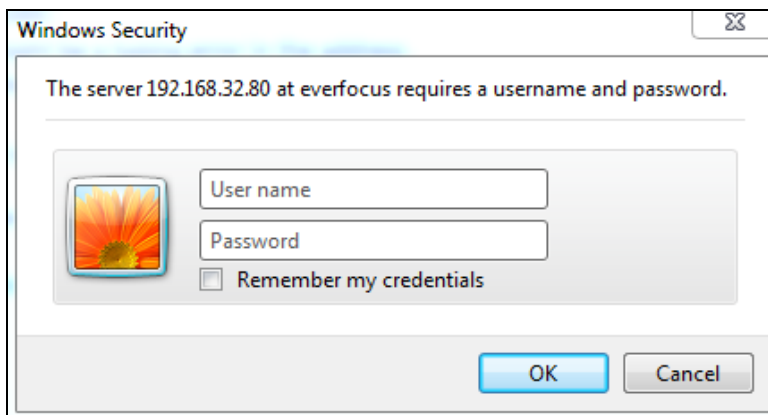 Windows Security
The server 192.168.32.80 at everfocus requires a username and password.
User name
Password
Remember my credentials
OK
Cancel